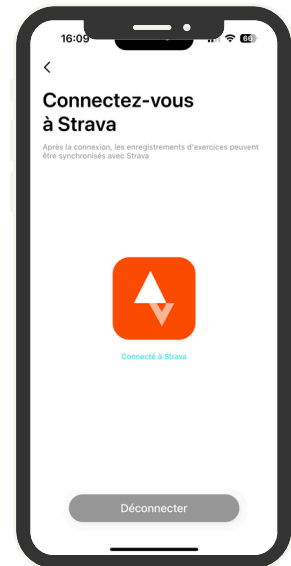 16:09
66
Connectez-vous
à Strava
Après la connexion, les enregistrements d'exercices peuvent
être synchronisés avec Strava
Connecté à Strava
Déconnecter